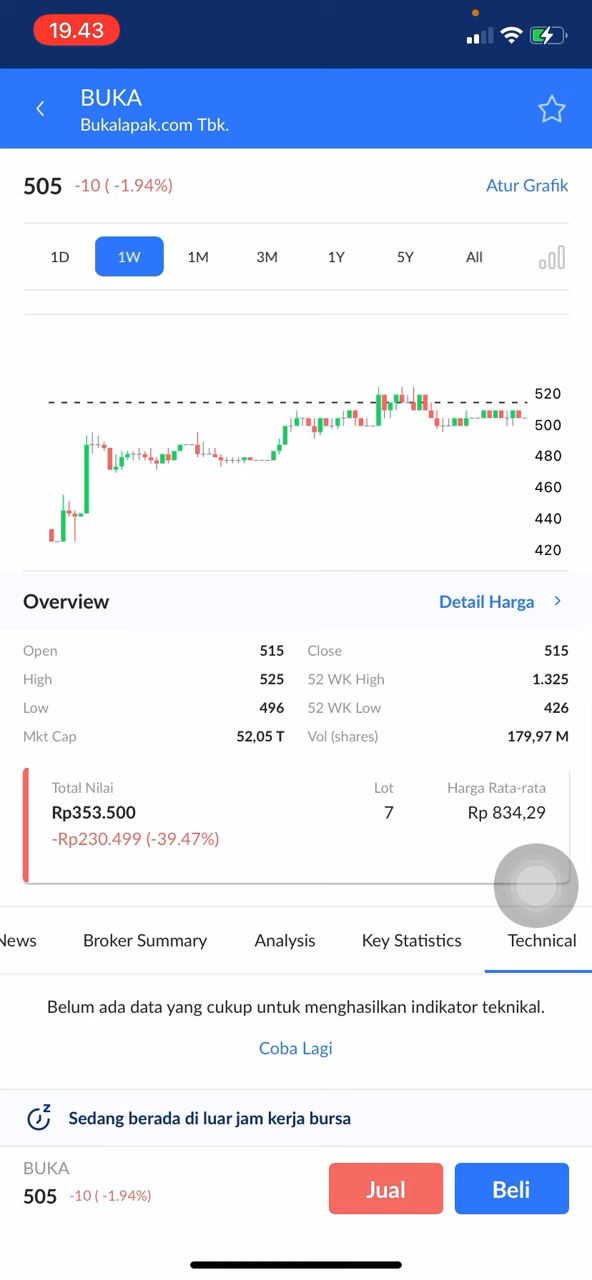 19.43
BUKA
Bukalapak.com Tbk.
505 -10 ( -1.94%) Atur Grafik
1D 1W 1M 3M 1Y 5Y All
520
500
480
460
440
420
Overview Detail Harga
Open 515 Close 515
High 525 52 WK High 1.325
Low 496 52 WK Low 426
Mkt Cap 52,05 T Vol (shares) 179,97 M
Total Nilai Lot Harga Rata-rata
Rp353.500 7 Rp 834,29
-Rp230.499 (-39.47%)
News Broker Summary Analysis Key Statistics Technical
Belum ada data yang cukup untuk menghasilkan indikator teknikal.
Coba Lagi
Sedang berada di luar jam kerja bursa
BUKA
505 -10 ( -1.94%)
Jual Beli